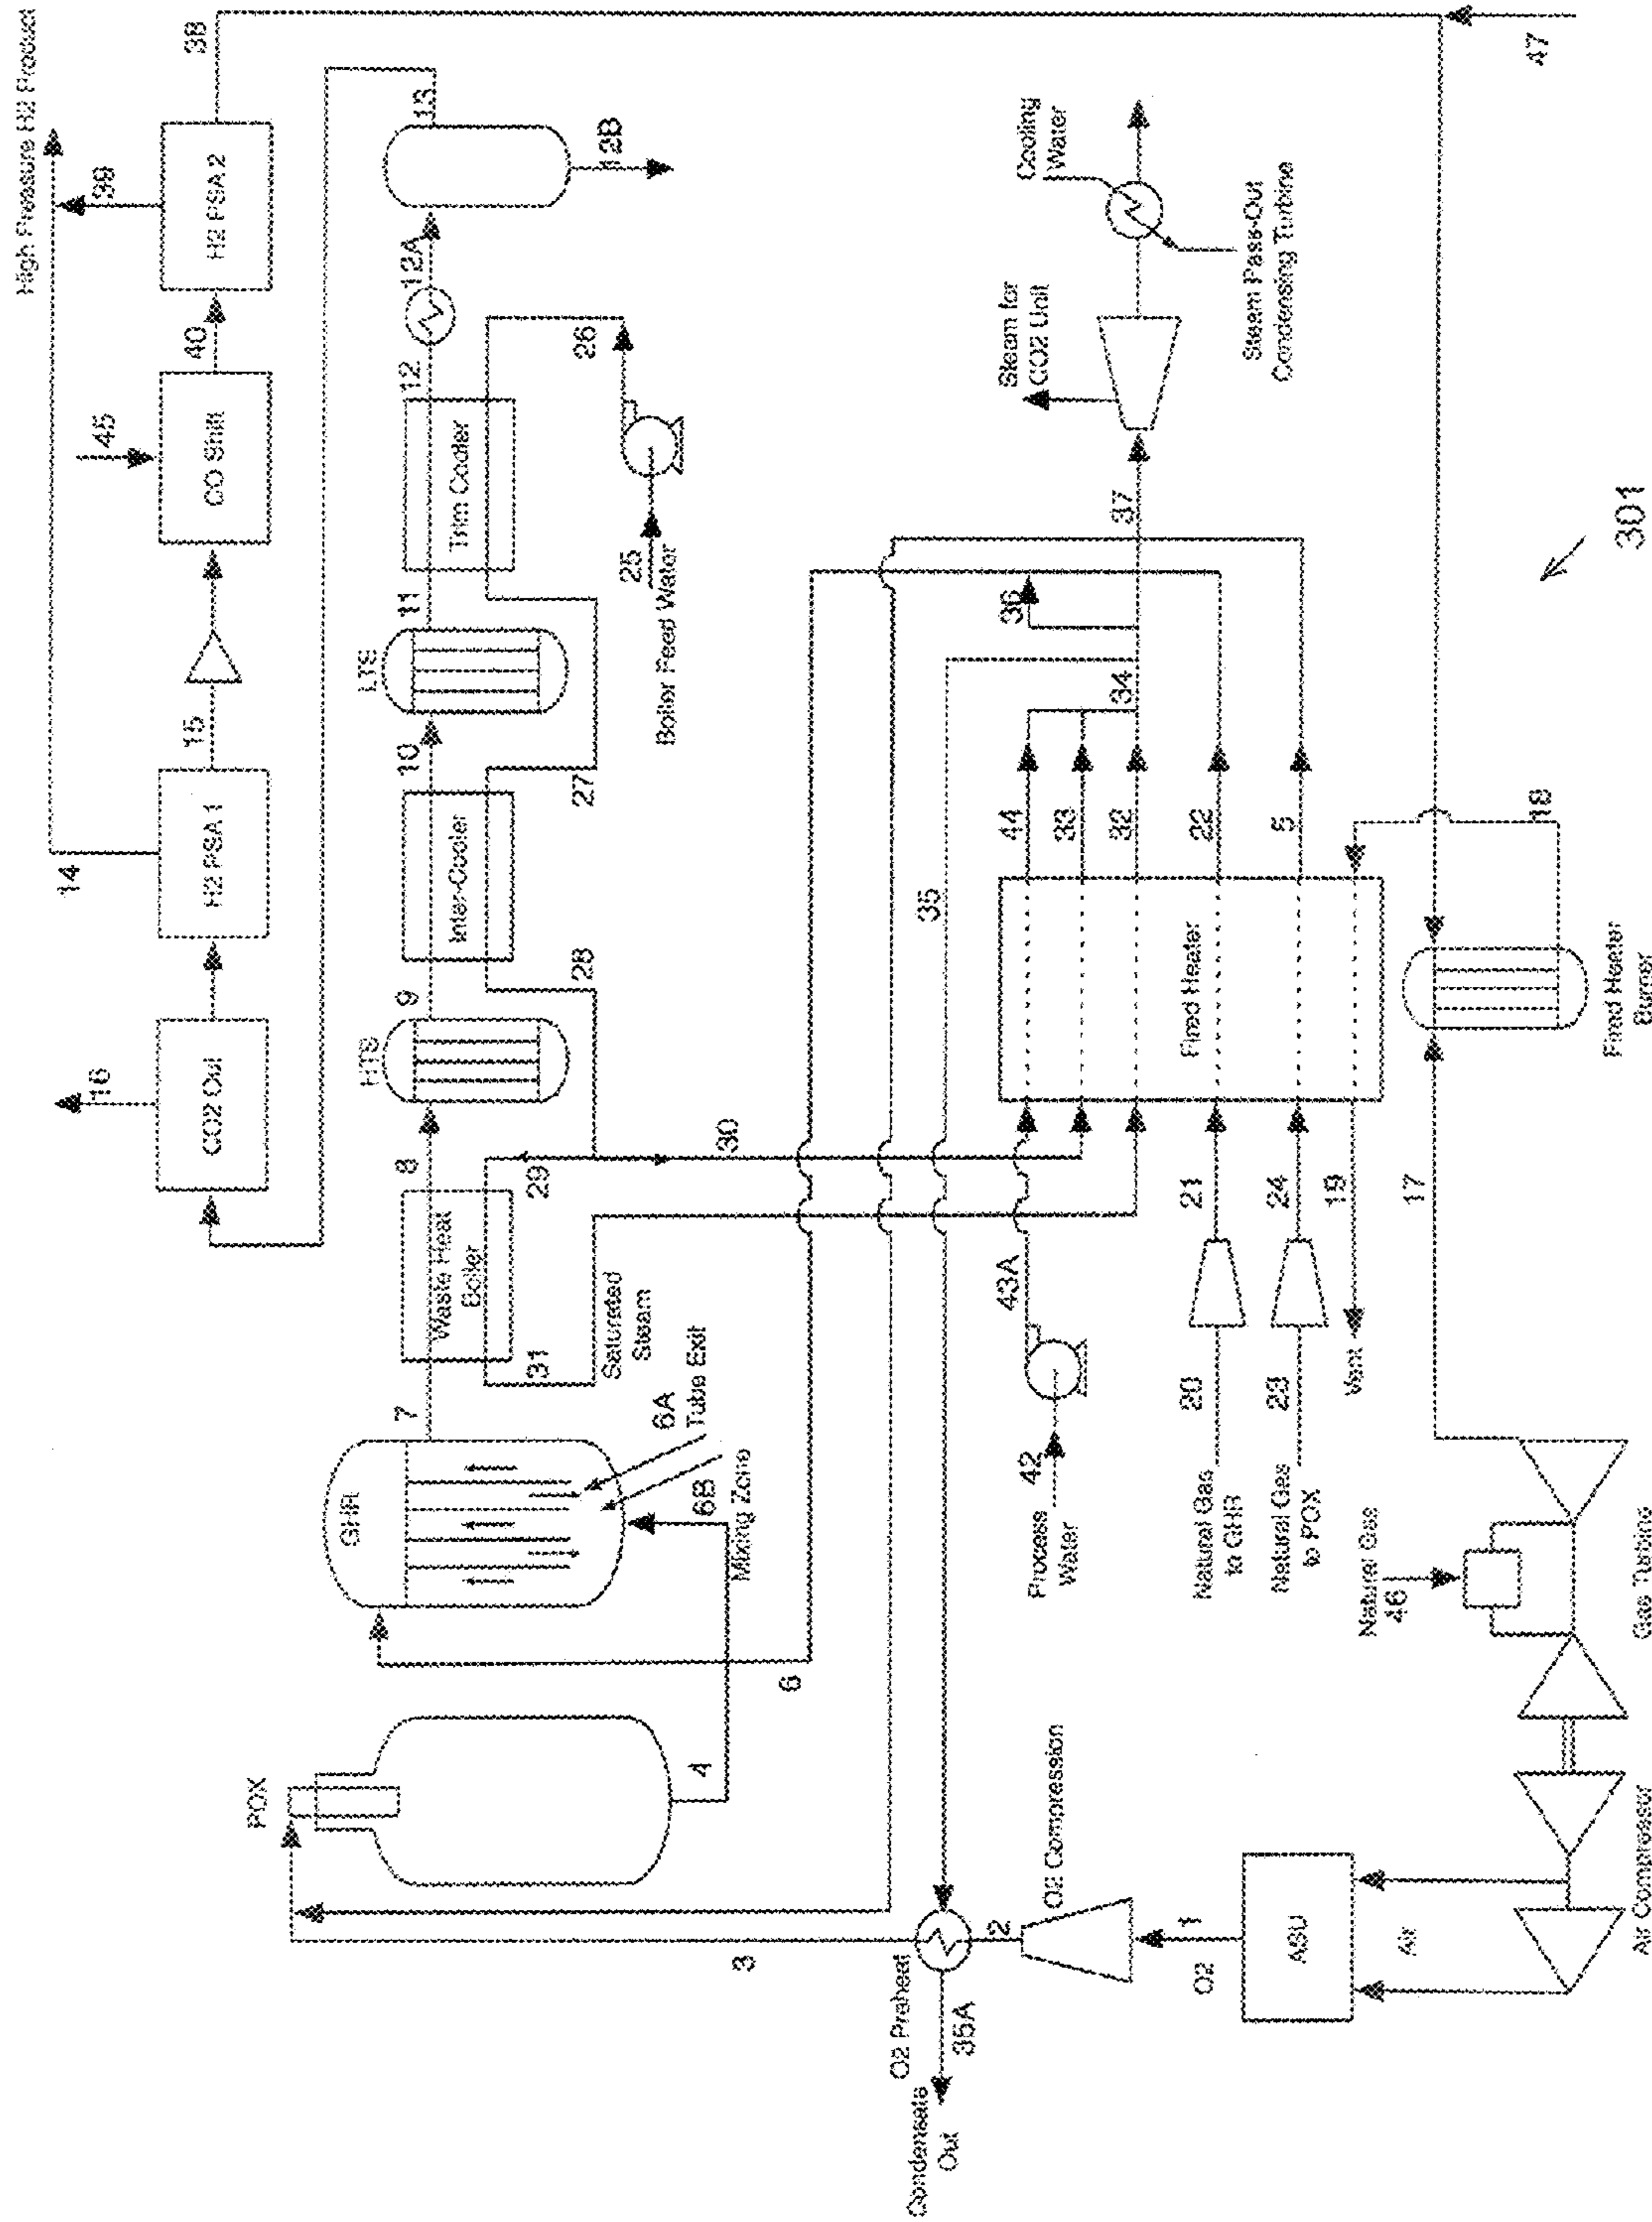 High Pressure H2 Product
14
39
38
16
CO2 Out
H2 PSA 1
15
CO Shift
45
40
H2 PSA 2
POX
GHR
7
Waste Heat
Boiler
8
HTS
9
Inter-Cooler
10
LTS
11
Trim Cooler
12
12A
13
12B
31
Saturated
Steam
29
28
27
26
25
Boiler Feed Water
6A
Tube Exit
6B
Mixing Zone
4
6
30
3
O2 Preheat
Condensate
Out
35A
2
O2 Compression
35
36
Steam for
CO2 Unit
Cooling
Water
Steam Pass-Out
Condensing Turbine
37
34
Process
Water
42
43A
44
33
32
22
5
Fired Heater
Natural Gas
to GHR
20
21
Natural Gas
to POX
23
24
Vent
19
18
O2
1
ASU
Air
Natural Gas
46
17
47
Air Compressor
Gas Turbine
Fired Heater
Burner
301